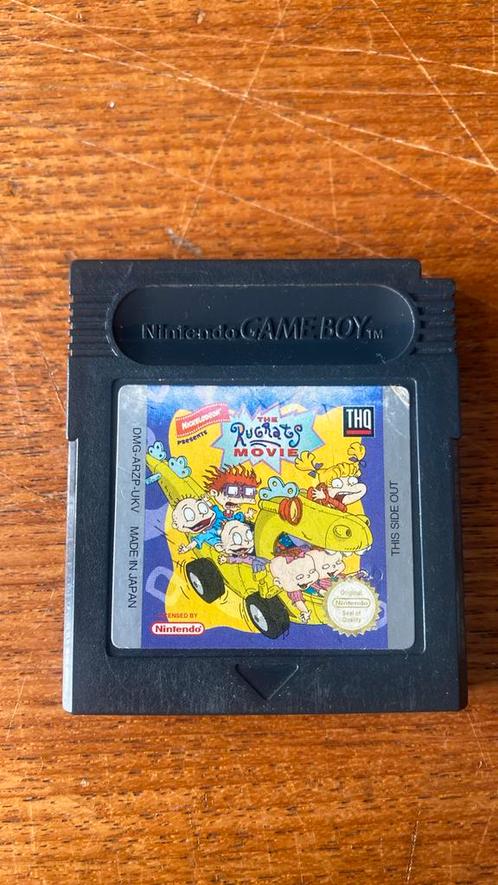 Nintendo GAME BOY TM
NICKELODEON
PRESENTS
THE
RUGRATS
MOVIE
THQ
DMG-ARZP-UKV MADE IN JAPAN
THIS SIDE OUT
LICENSED BY
Nintendo
Original
Nintendo
Seal of
Quality